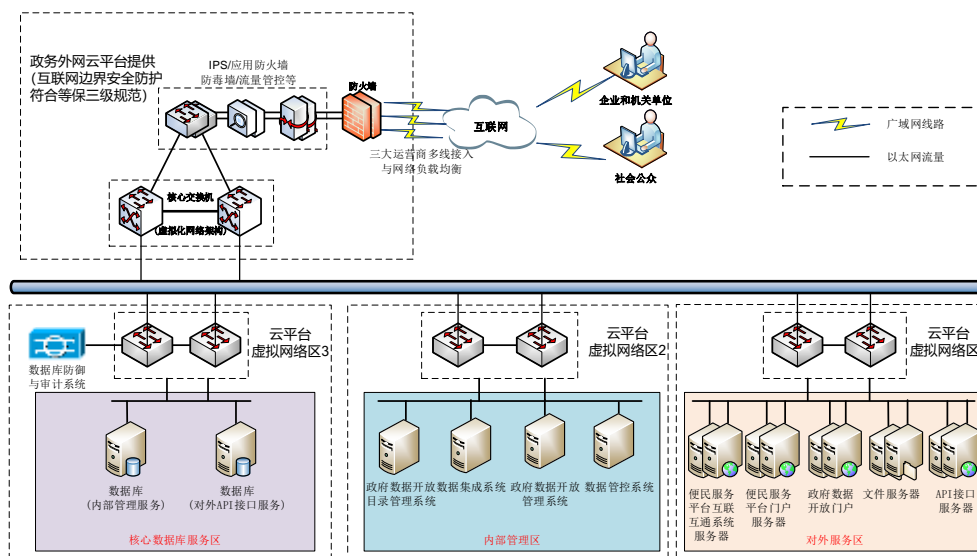 政务外网云平台提供
（互联网边界安全防护
符合等保三级规范）
IPS/应用防火墙
防毒墙/流量管控等
防火墙
三大运营商多线接入
与网络负载均衡
互联网
企业和机关单位
社会公众
广域网线路
以太网流量
核心交换机
(虚拟化网络架构)
云平台
虚拟网络区3
数据库防御
与审计系统
数据库
(内部管理服务)
数据库
(对外API接口服务)
核心数据库服务区
云平台
虚拟网络区2
政府数据开放
目录管理系统
数据集成系统
政府数据开放
管理系统
数据管控系统
内部管理区
云平台
虚拟网络区
便民服务
平台互联
互通系统
服务器
便民服务
平台门户
服务器
政府数据
开放门户
文件服务器
API接口
服务器
对外服务区